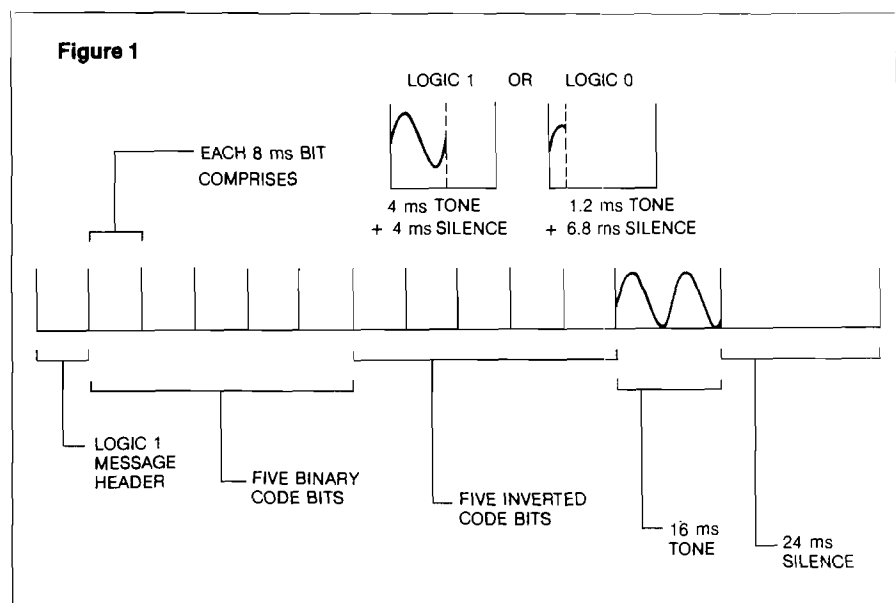 Figure 1
LOGIC 1 OR LOGIC 0
EACH 8 ms BIT
COMPRISES
4 ms TONE
+ 4 ms SILENCE
1.2 ms TONE
+ 6.8 ms SILENCE
LOGIC 1
MESSAGE
HEADER
FIVE BINARY
CODE BITS
FIVE INVERTED
CODE BITS
16 ms
TONE
24 ms
SILENCE